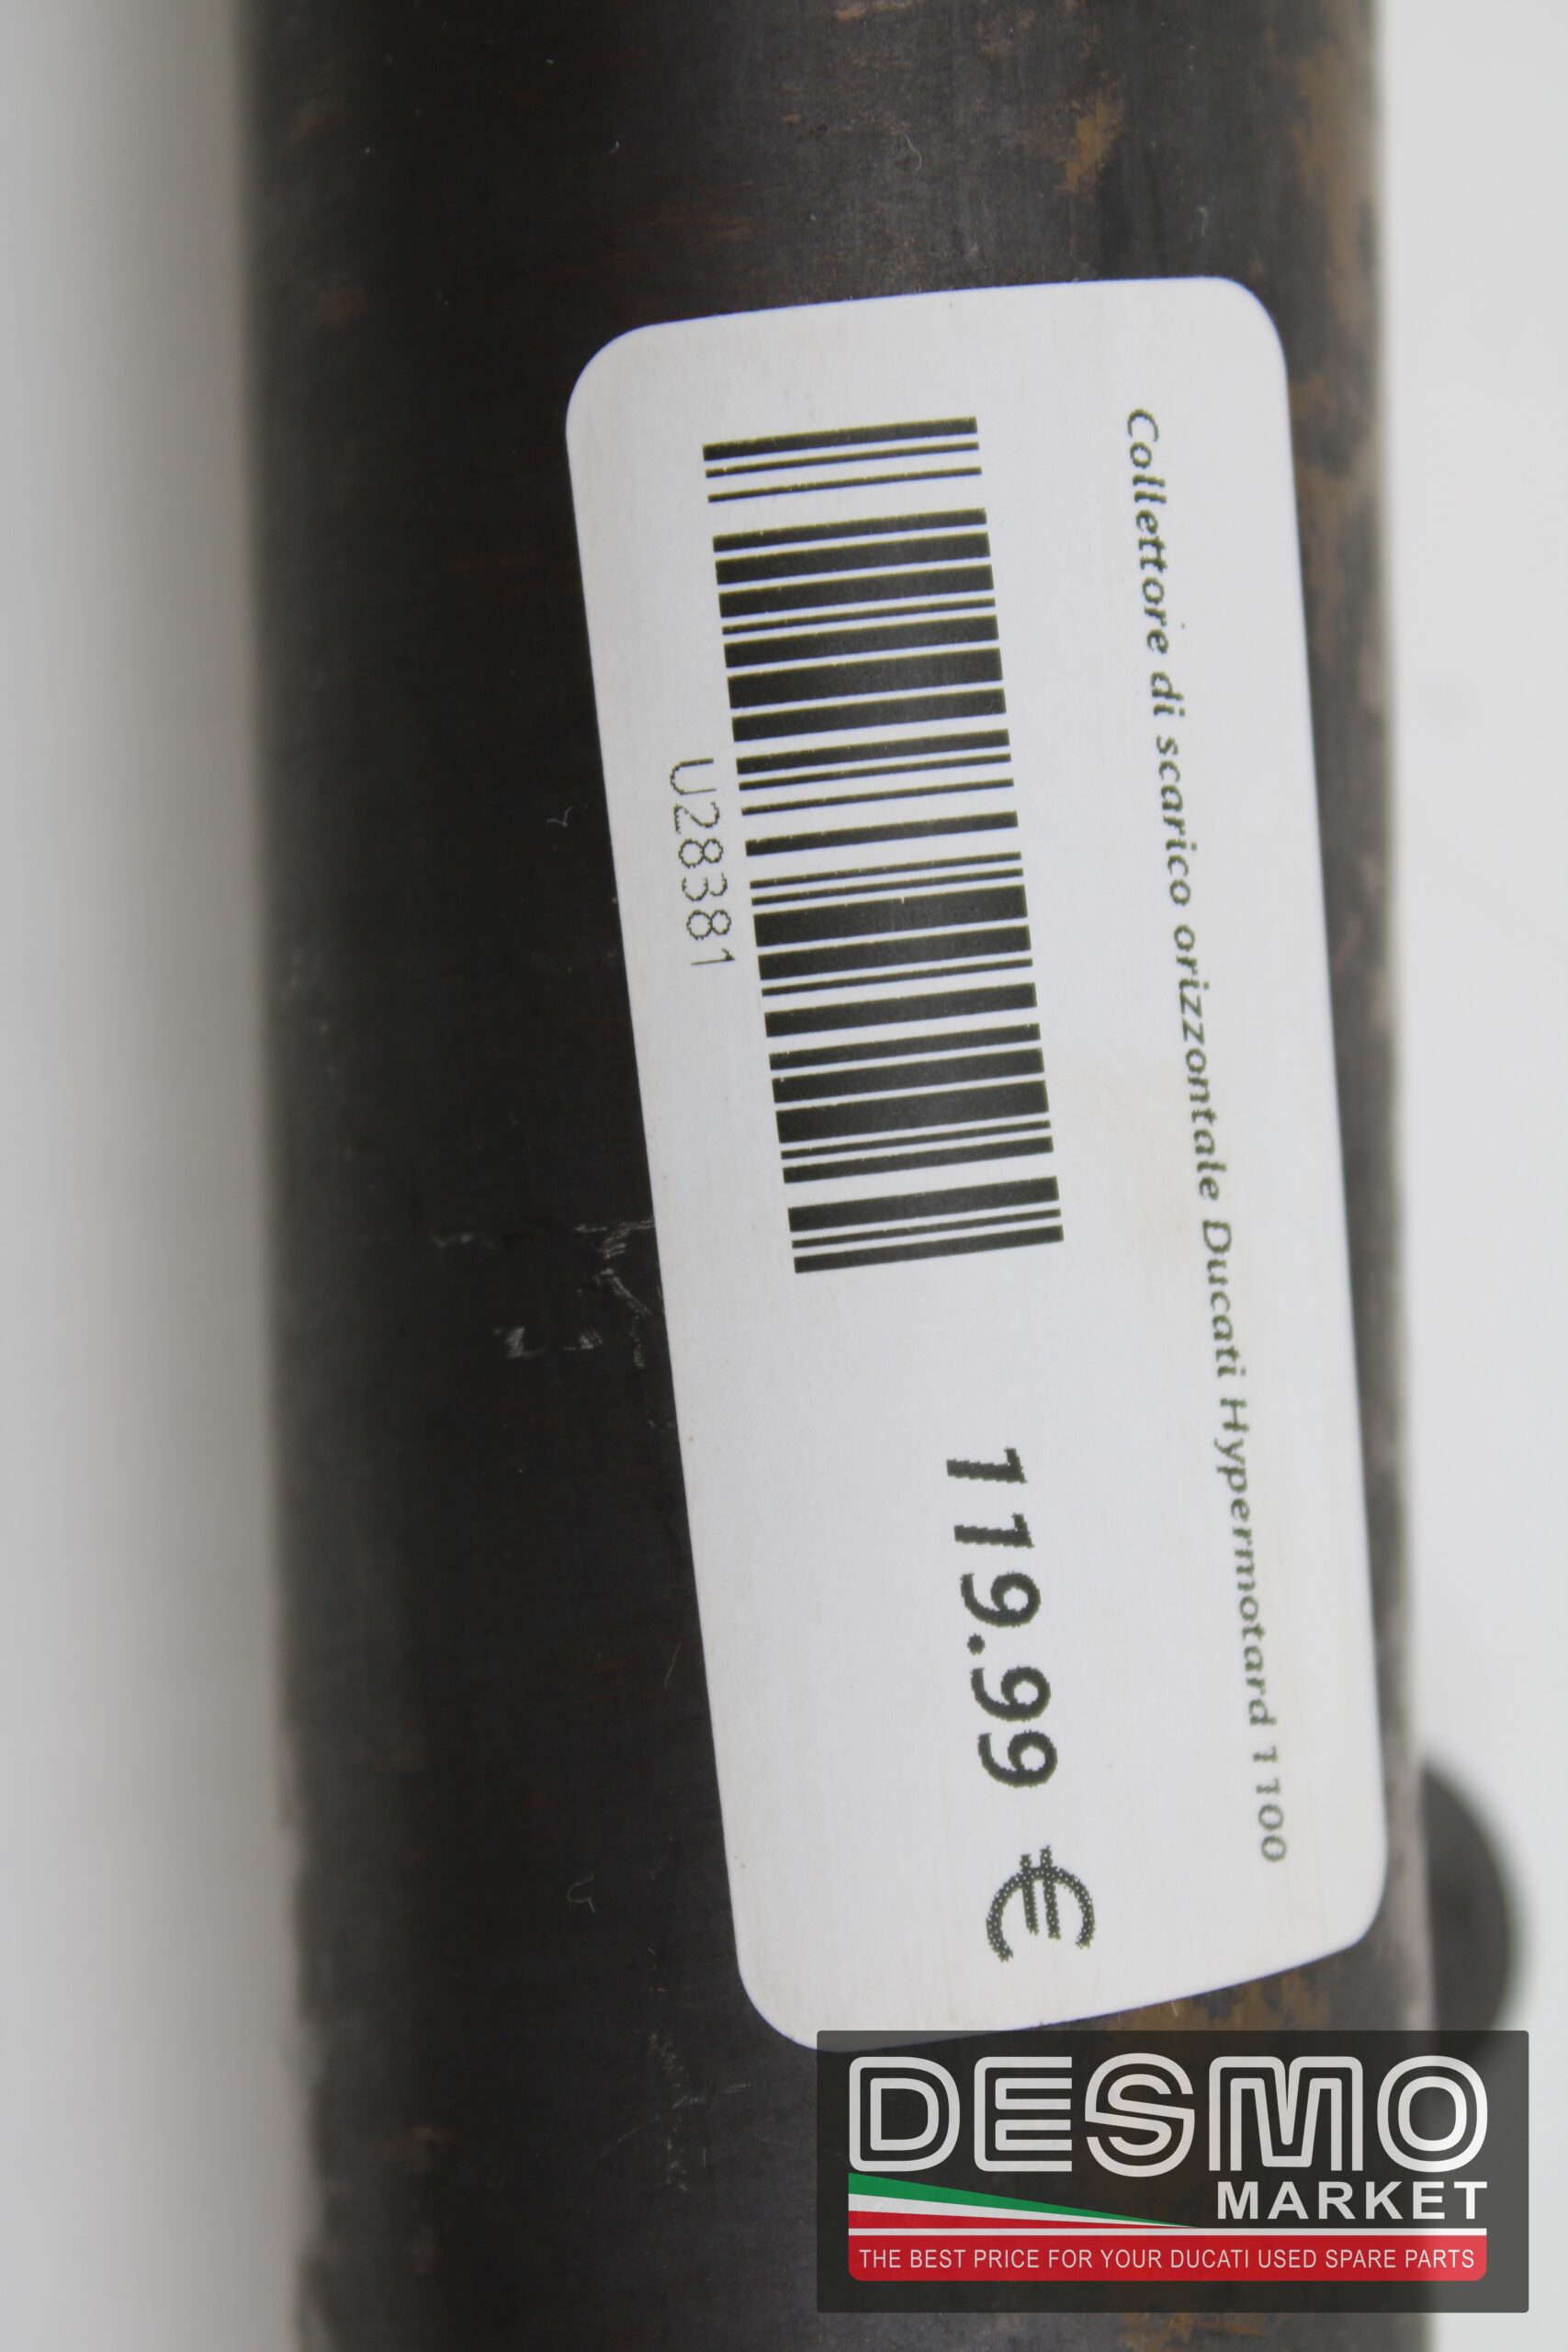 Collettore di scarico orizzontale Ducati Hypermotard 1100
U28381
119.99 €
DESMO
MARKET
THE BEST PRICE FOR YOUR DUCATI USED SPARE PARTS